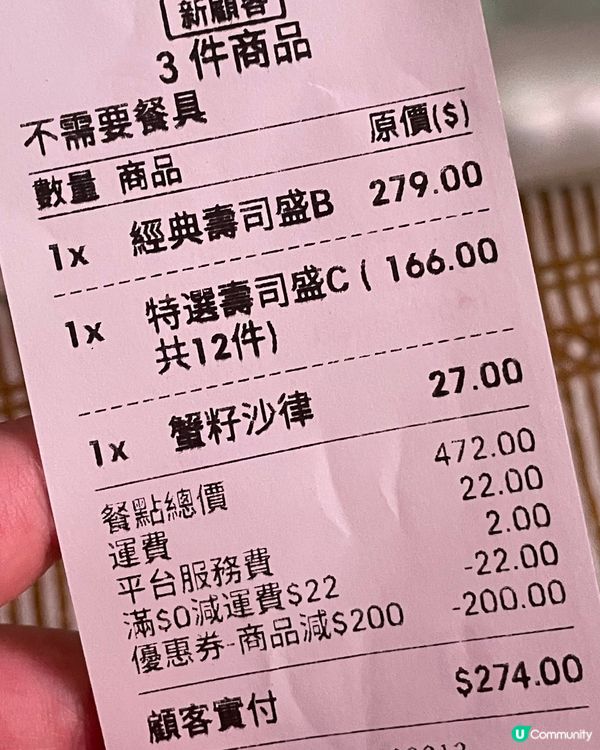 新顧客
3 件商品
不需要餐具
數量 商品 原價($)
1x 經典壽司盛B 279.00
1x 特選壽司盛C ( 166.00
共12件)
1x 蟹籽沙律 27.00
餐點總價 472.00
運費 22.00
平台服務費 2.00
滿$0減運費$22 -22.00
優惠券-商品減$200 -200.00
顧客實付 $274.00
U Community